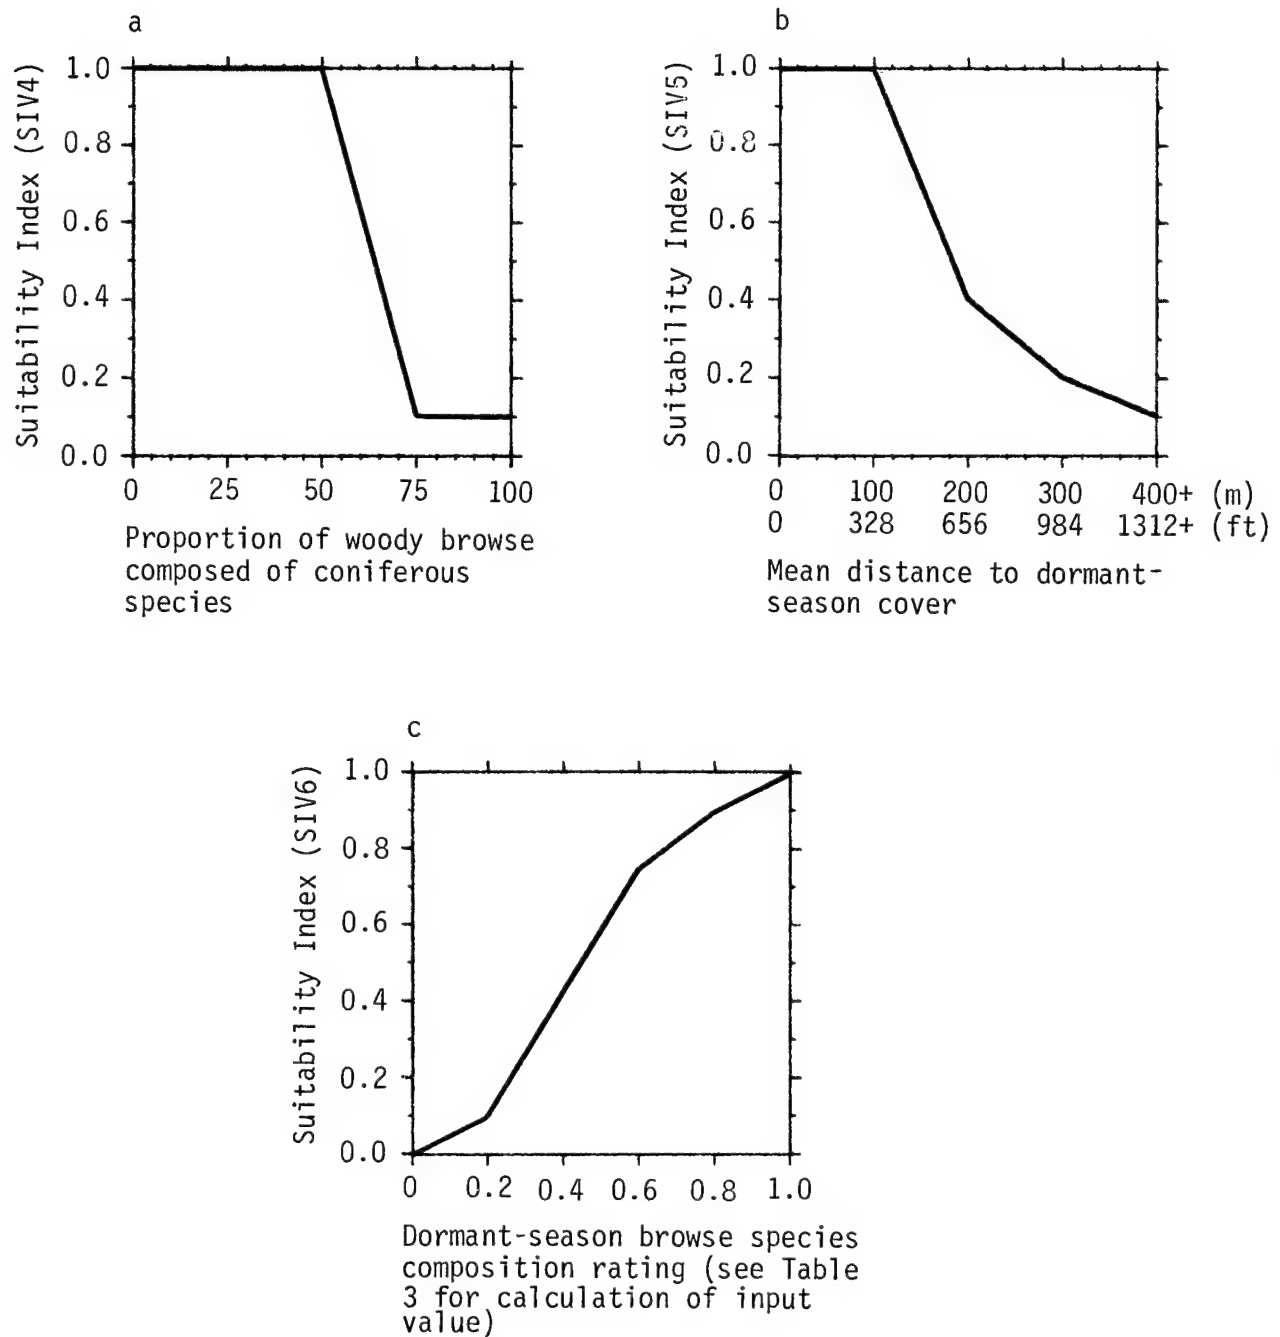 a
Suitability Index (SIV4)
1.0
0.8
0.6
0.4
0.2
0.0
0 25 50 75 100
Proportion of woody browse
composed of coniferous
species
b
Suitability Index (SIV5)
1.0
0.8
0.6
0.4
0.2
0.0
0 100 200 300 400+ (m)
0 328 656 984 1312+ (ft)
Mean distance to dormant-
season cover
c
Suitability Index (SIV6)
1.0
0.8
0.6
0.4
0.2
0.0
0 0.2 0.4 0.6 0.8 1.0
Dormant-season browse species
composition rating (see Table
3 for calculation of input
value)